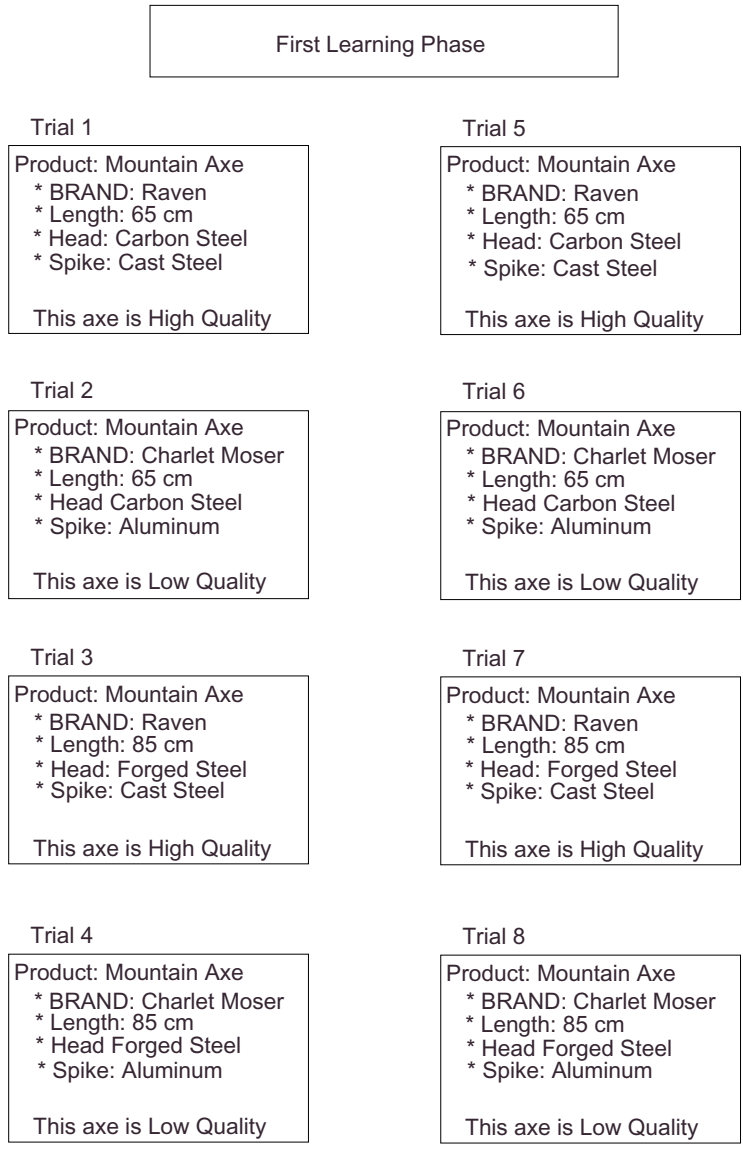 First Learning Phase
Trial 1
Product: Mountain Axe
* BRAND: Raven
* Length: 65 cm
* Head: Carbon Steel
* Spike: Cast Steel
This axe is High Quality
Trial 2
Product: Mountain Axe
* BRAND: Charlet Moser
* Length: 65 cm
* Head Carbon Steel
* Spike: Aluminum
This axe is Low Quality
Trial 3
Product: Mountain Axe
* BRAND: Raven
* Length: 85 cm
* Head: Forged Steel
* Spike: Cast Steel
This axe is High Quality
Trial 4
Product: Mountain Axe
* BRAND: Charlet Moser
* Length: 85 cm
* Head Forged Steel
* Spike: Aluminum
This axe is Low Quality
Trial 5
Product: Mountain Axe
* BRAND: Raven
* Length: 65 cm
* Head: Carbon Steel
* Spike: Cast Steel
This axe is High Quality
Trial 6
Product: Mountain Axe
* BRAND: Charlet Moser
* Length: 65 cm
* Head Carbon Steel
* Spike: Aluminum
This axe is Low Quality
Trial 7
Product: Mountain Axe
* BRAND: Raven
* Length: 85 cm
* Head: Forged Steel
* Spike: Cast Steel
This axe is High Quality
Trial 8
Product: Mountain Axe
* BRAND: Charlet Moser
* Length: 85 cm
* Head Forged Steel
* Spike: Aluminum
This axe is Low Quality